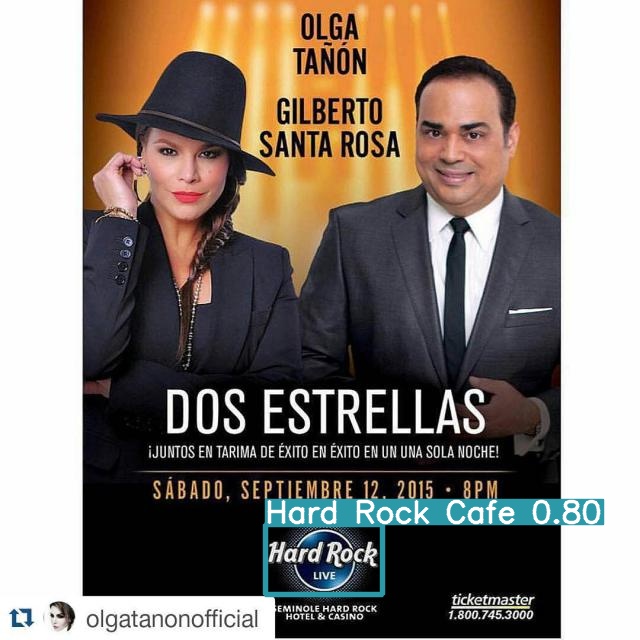 OLGA
TAÑÓN
GILBERTO
SANTA ROSA
DOS ESTRELLAS
¡JUNTOS EN TARIMA DE ÉXITO EN ÉXITO EN UN UNA SOLA NOCHE!
SÁBADO, SEPTIEMBRE 12, 2015 • 8PM
Hard Rock Cafe 0.80
Hard Rock
LIVE
SEMINOLE HARD ROCK
HOTEL & CASINO
ticketmaster
1.800.745.3000
olgatanonofficial